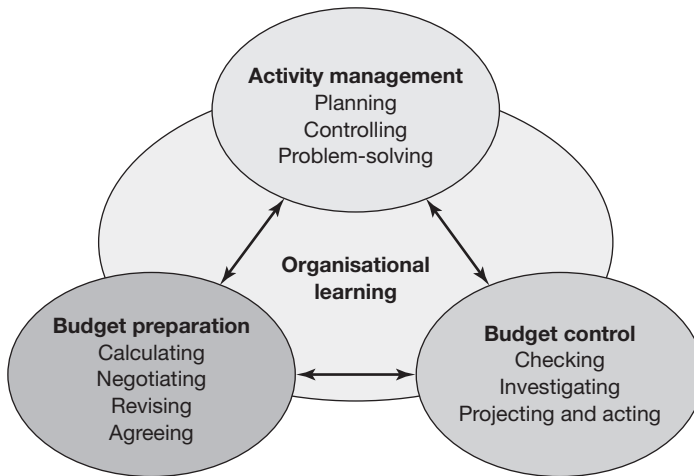 Activity management
Planning
Controlling
Problem-solving
Organisational
learning
Budget preparation
Calculating
Negotiating
Revising
Agreeing
Budget control
Checking
Investigating
Projecting and acting